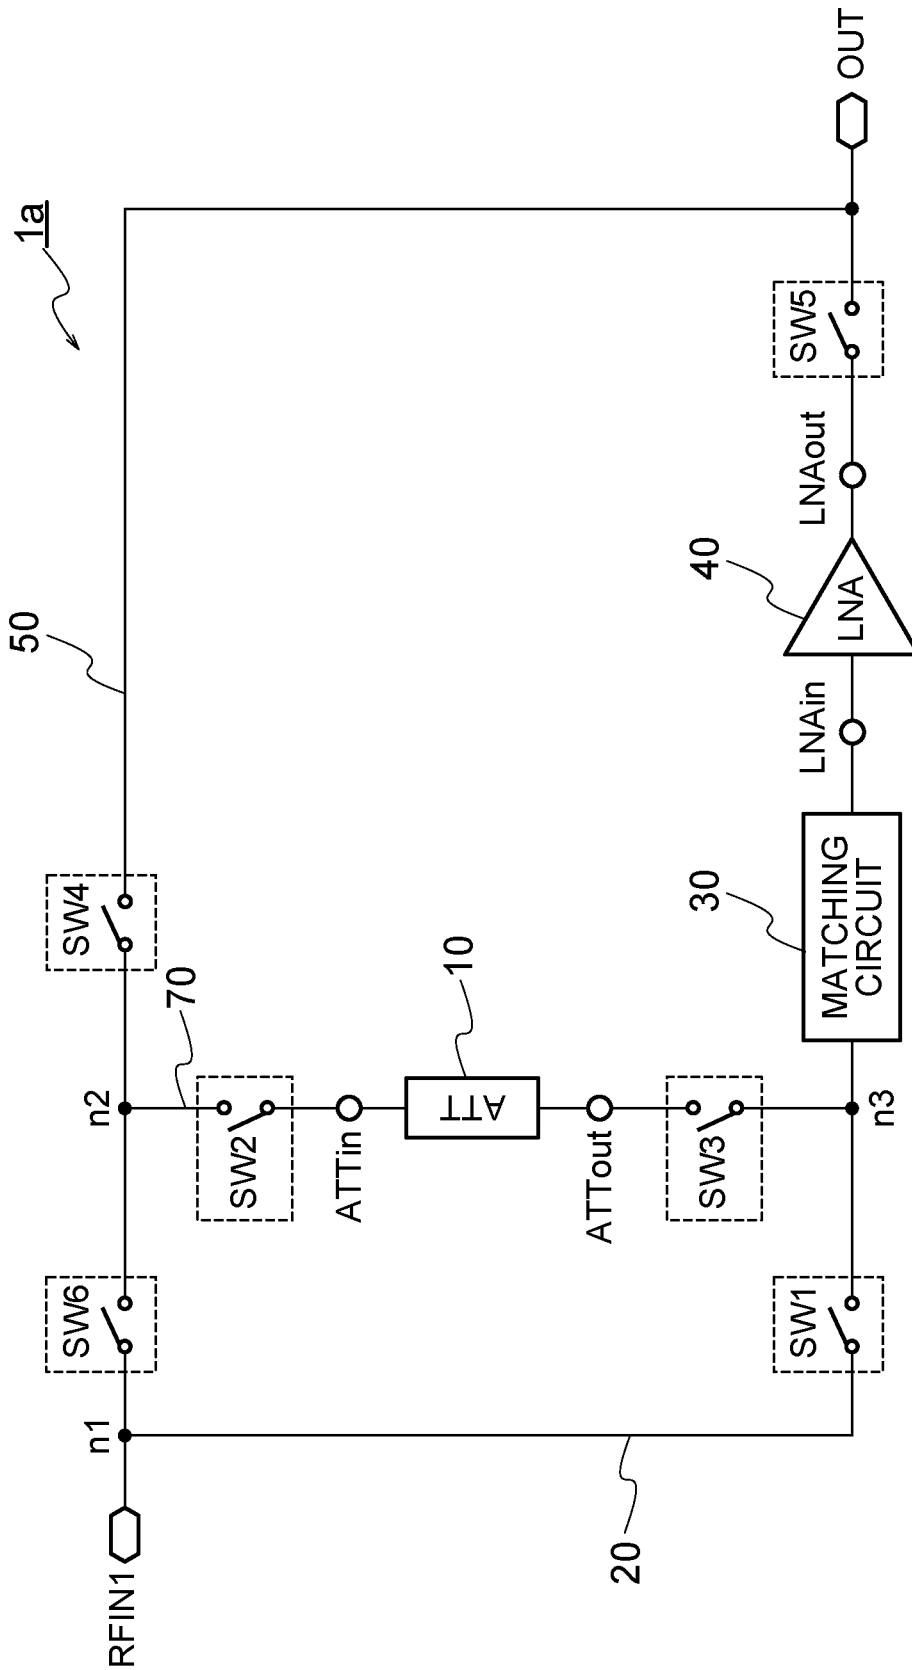 1a
50
SW6
SW4
n1
n2
70
RFIN1
SW2
ATTin
10
ATT
ATTout
SW3
20
SW1
n3
30
MATCHING
CIRCUIT
LNAin
40
LNA
LNAout
SW5
OUT